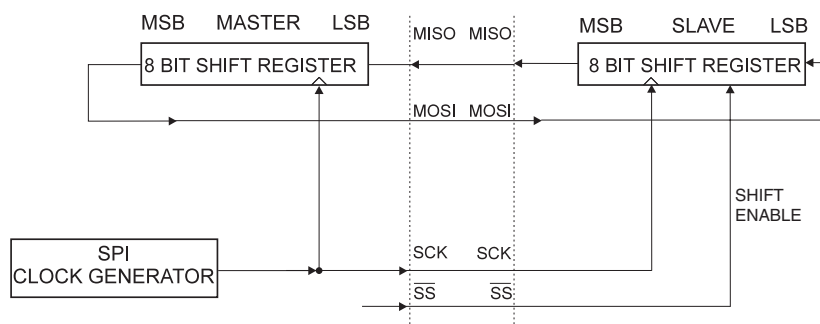 MSB MASTER LSB
8 BIT SHIFT REGISTER
MISO MISO
MSB SLAVE LSB
8 BIT SHIFT REGISTER
MOSI MOSI
SHIFT
ENABLE
SPI
CLOCK GENERATOR
SCK SCK
SS SS